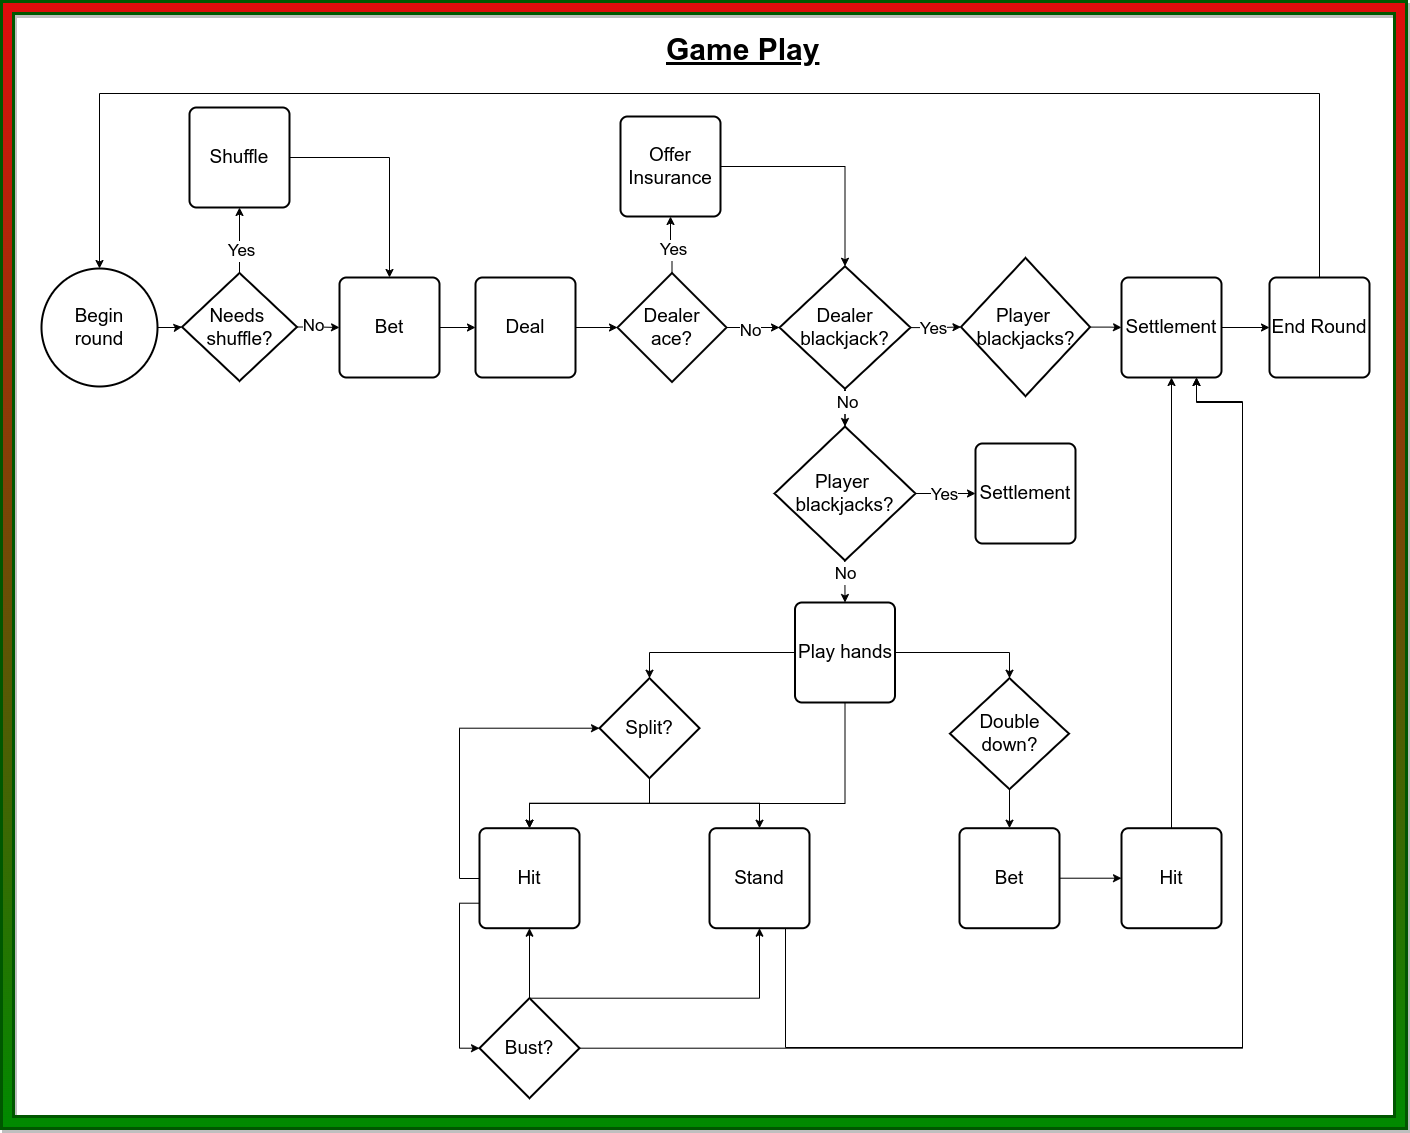 Game Play
Shuffle
Offer
Insurance
Yes
Yes
Begin
round
Needs
shuffle?
No
Bet
Deal
Dealer
ace?
No
Dealer
blackjack?
Yes
Player
blackjacks?
Settlement
End Round
No
Player
blackjacks?
Yes
Settlement
No
Play hands
Split?
Double
down?
Hit
Stand
Bet
Hit
Bust?